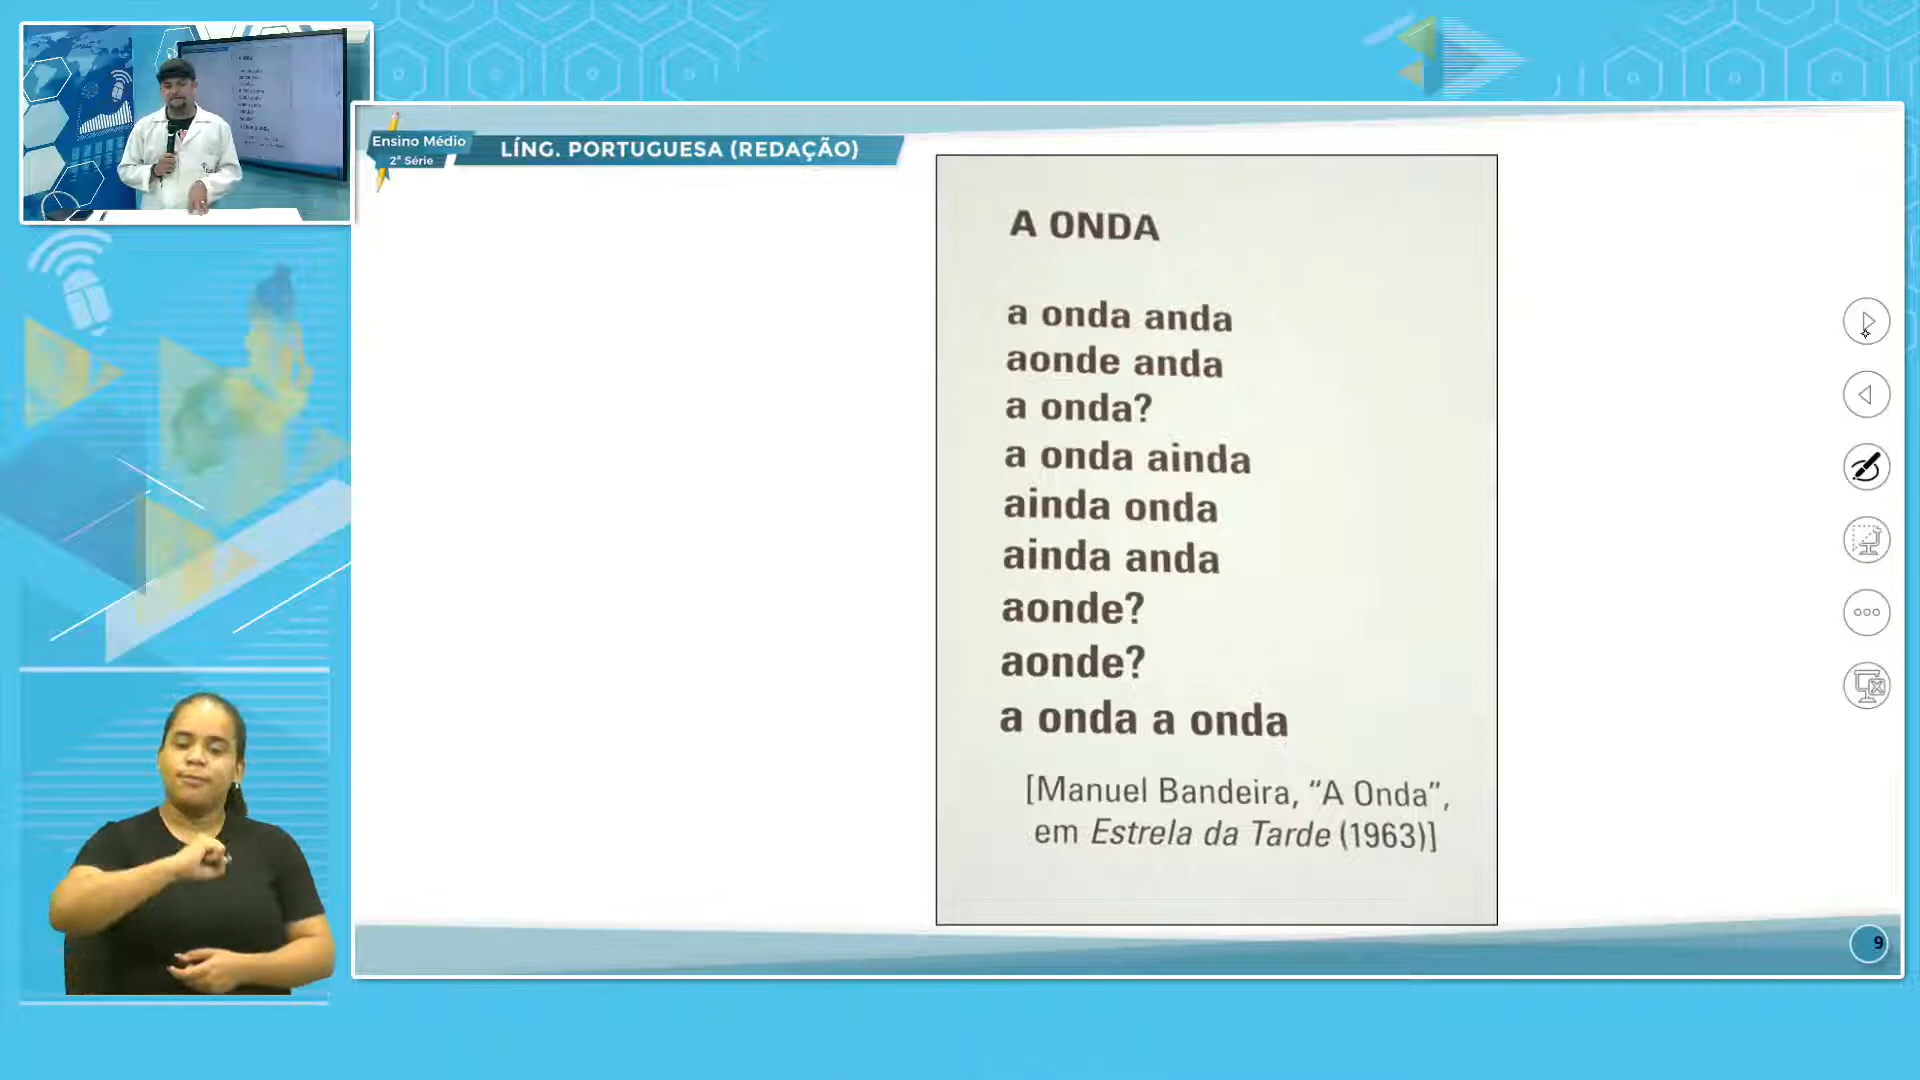 Ensino Médio
2ª Série
LÍNG. PORTUGUESA (REDAÇÃO)
A ONDA
a onda anda
aonde anda
a onda?
a onda ainda
ainda onda
ainda anda
aonde?
aonde?
a onda a onda
[Manuel Bandeira, “A Onda”,
em Estrela da Tarde (1963)]
9